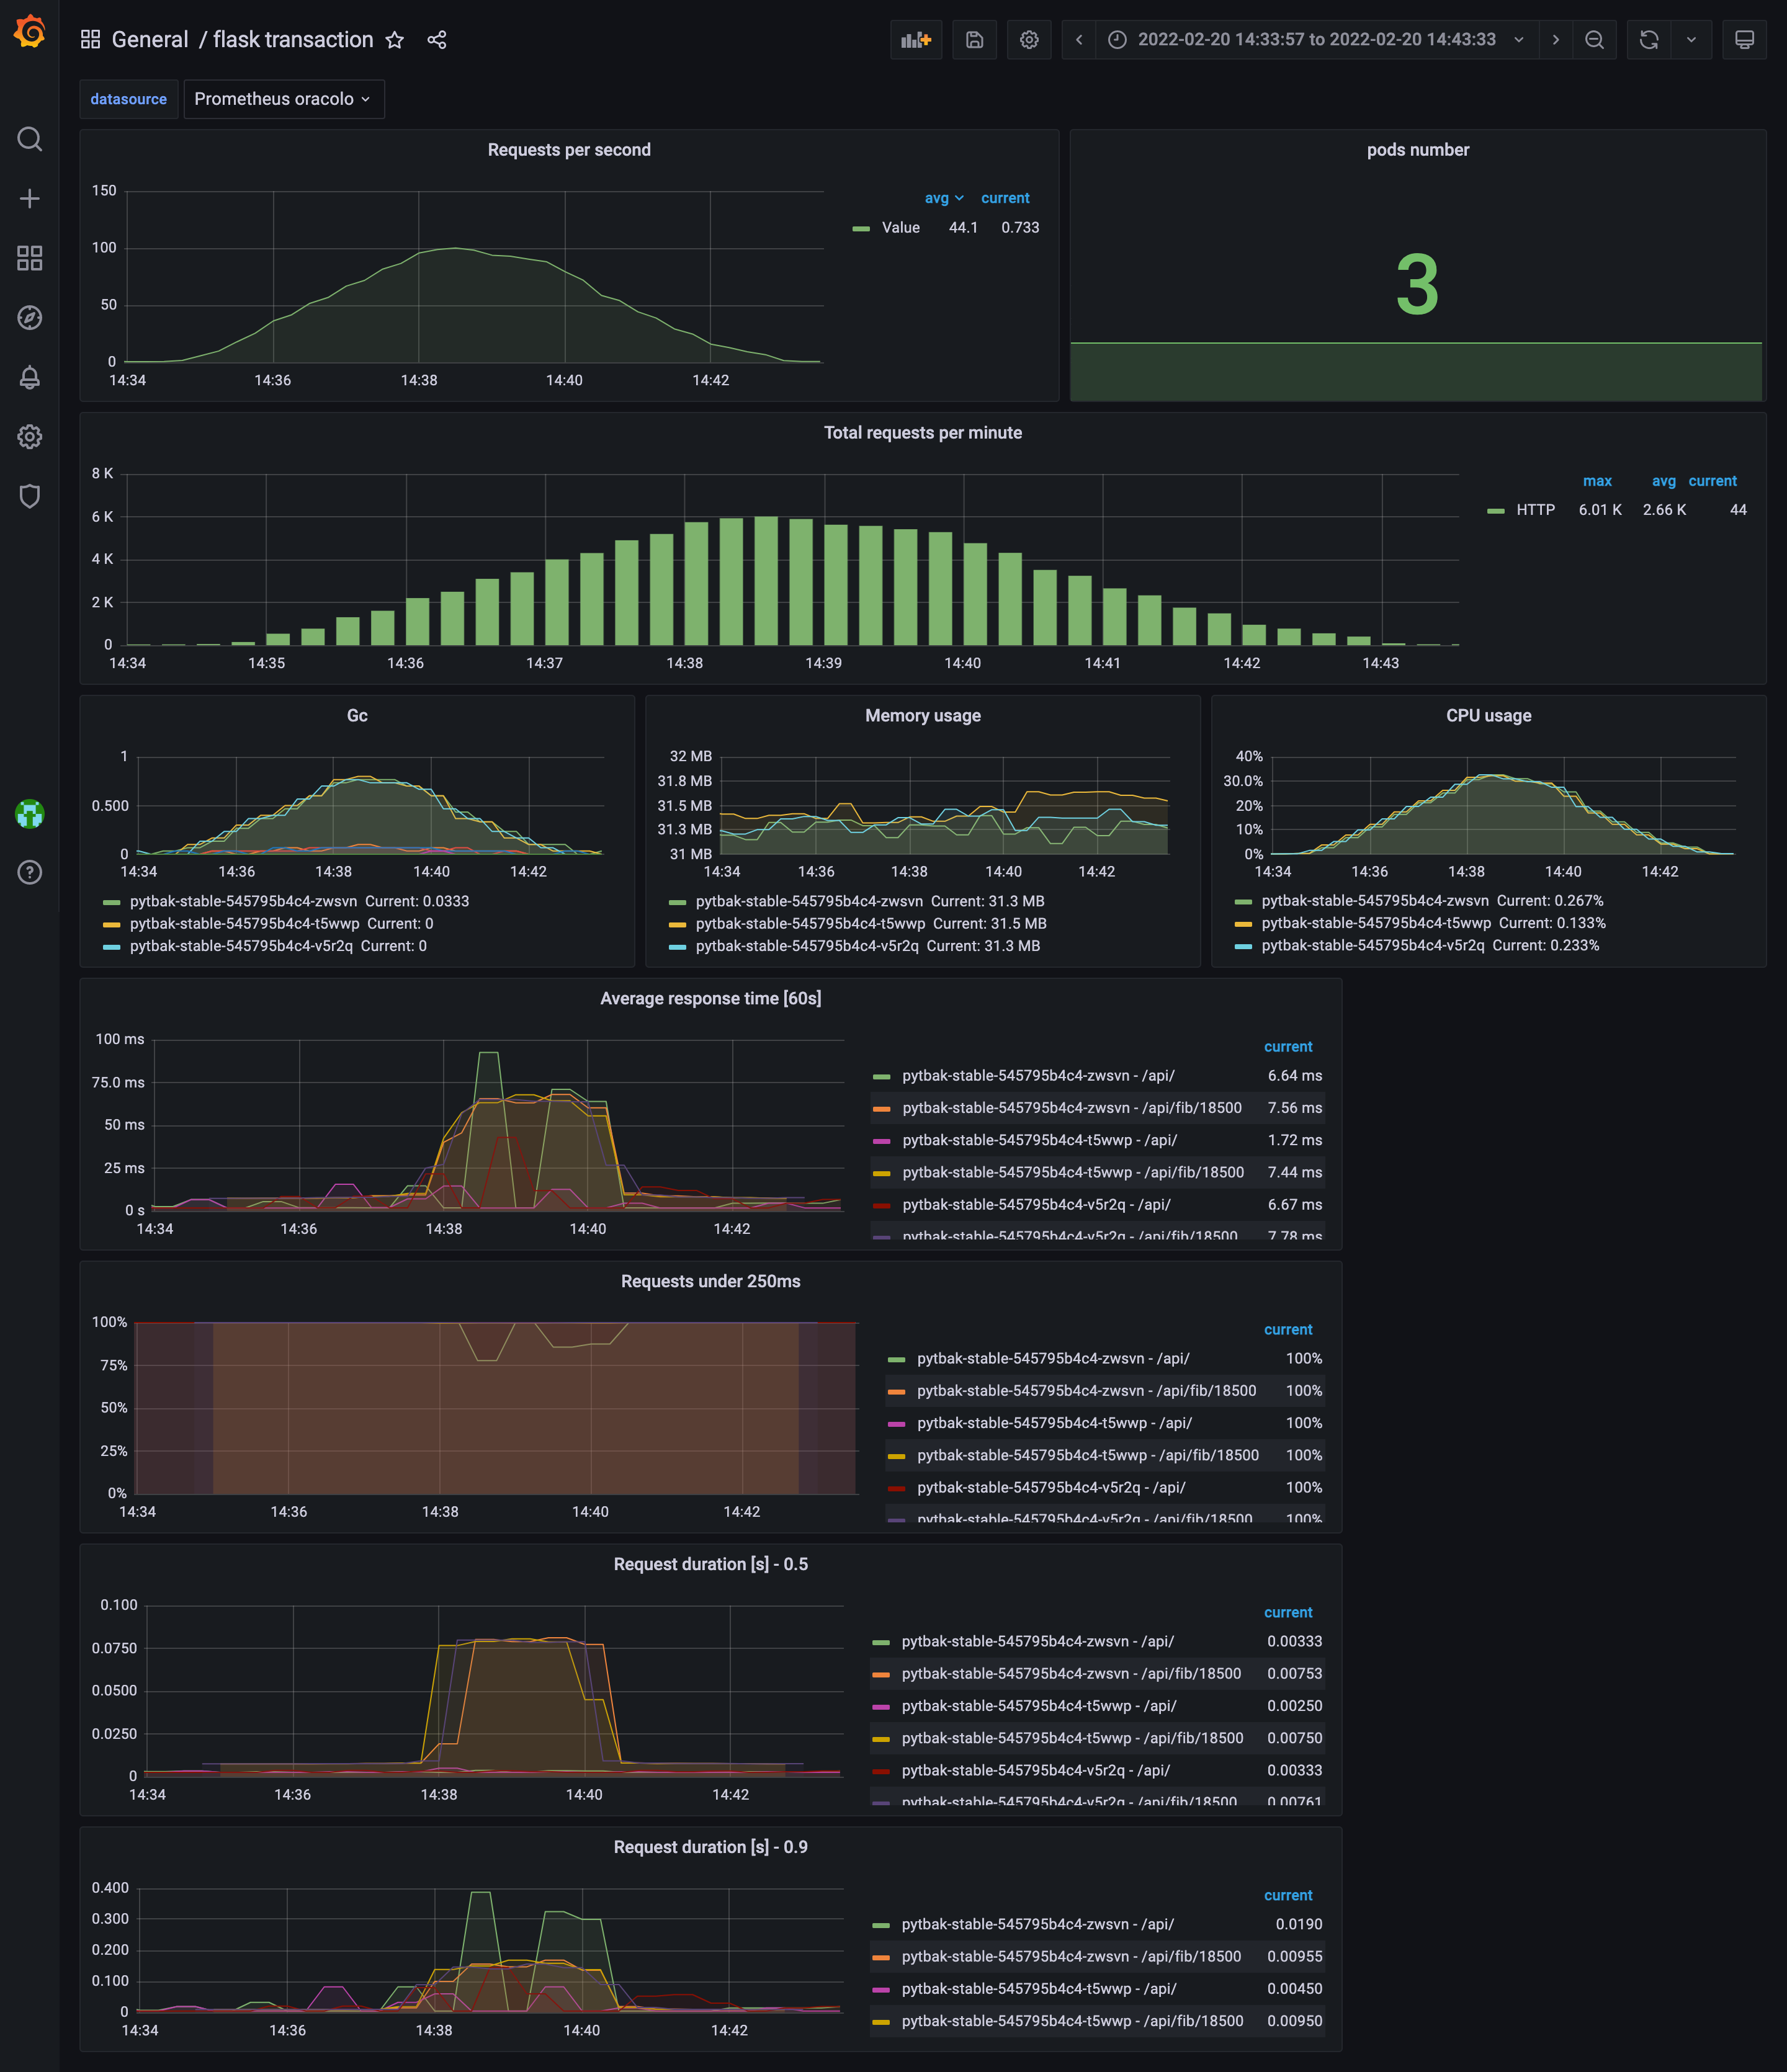 General / flask transaction
2022-02-20 14:33:57 to 2022-02-20 14:43:33
datasource Prometheus oracolo
Requests per second
150
100
50
0
14:34 14:36 14:38 14:40 14:42
avg current
Value 44.1 0.733
pods number
3
Total requests per minute
8 K
6 K
4 K
2 K
0
14:34 14:35 14:36 14:37 14:38 14:39 14:40 14:41 14:42 14:43
max avg current
HTTP 6.01 K 2.66 K 44
Gc
1
0.500
0
14:34 14:36 14:38 14:40 14:42
pytbak-stable-545795b4c4-zwsvn Current: 0.0333
pytbak-stable-545795b4c4-t5wwp Current: 0
pytbak-stable-545795b4c4-v5r2q Current: 0
Memory usage
32 MB
31.8 MB
31.5 MB
31.3 MB
31 MB
14:34 14:36 14:38 14:40 14:42
pytbak-stable-545795b4c4-zwsvn Current: 31.3 MB
pytbak-stable-545795b4c4-t5wwp Current: 31.5 MB
pytbak-stable-545795b4c4-v5r2q Current: 31.3 MB
CPU usage
40%
30.0%
20%
10%
0%
14:34 14:36 14:38 14:40 14:42
pytbak-stable-545795b4c4-zwsvn Current: 0.267%
pytbak-stable-545795b4c4-t5wwp Current: 0.133%
pytbak-stable-545795b4c4-v5r2q Current: 0.233%
Average response time [60s]
100 ms
75.0 ms
50 ms
25 ms
0 s
14:34 14:36 14:38 14:40 14:42
current
pytbak-stable-545795b4c4-zwsvn - /api/ 6.64 ms
pytbak-stable-545795b4c4-zwsvn - /api/fib/18500 7.56 ms
pytbak-stable-545795b4c4-t5wwp - /api/ 1.72 ms
pytbak-stable-545795b4c4-t5wwp - /api/fib/18500 7.44 ms
pytbak-stable-545795b4c4-v5r2q - /api/ 6.67 ms
pytbak-stable-545795b4c4-v5r2q - /api/fib/18500 7.78 ms
Requests under 250ms
100%
75%
50%
25%
0%
14:34 14:36 14:38 14:40 14:42
current
pytbak-stable-545795b4c4-zwsvn - /api/ 100%
pytbak-stable-545795b4c4-zwsvn - /api/fib/18500 100%
pytbak-stable-545795b4c4-t5wwp - /api/ 100%
pytbak-stable-545795b4c4-t5wwp - /api/fib/18500 100%
pytbak-stable-545795b4c4-v5r2q - /api/ 100%
pytbak-stable-545795b4c4-v5r2q - /api/fib/18500 100%
Request duration [s] - 0.5
0.100
0.0750
0.0500
0.0250
0
14:34 14:36 14:38 14:40 14:42
current
pytbak-stable-545795b4c4-zwsvn - /api/ 0.00333
pytbak-stable-545795b4c4-zwsvn - /api/fib/18500 0.00753
pytbak-stable-545795b4c4-t5wwp - /api/ 0.00250
pytbak-stable-545795b4c4-t5wwp - /api/fib/18500 0.00750
pytbak-stable-545795b4c4-v5r2q - /api/ 0.00333
pytbak-stable-545795b4c4-v5r2q - /api/fib/18500 0.00761
Request duration [s] - 0.9
0.400
0.300
0.200
0.100
0
14:34 14:36 14:38 14:40 14:42
current
pytbak-stable-545795b4c4-zwsvn - /api/ 0.0190
pytbak-stable-545795b4c4-zwsvn - /api/fib/18500 0.00955
pytbak-stable-545795b4c4-t5wwp - /api/ 0.00450
pytbak-stable-545795b4c4-t5wwp - /api/fib/18500 0.00950